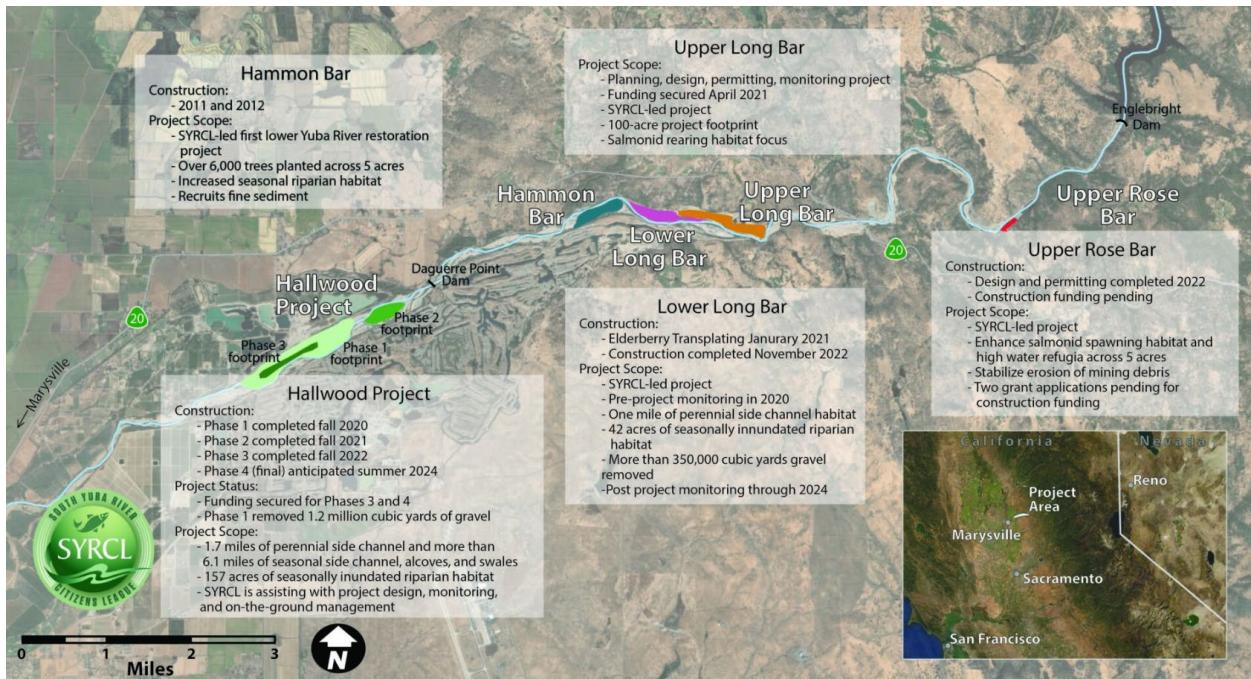 Hammon Bar
Construction:
- 2011 and 2012
Project Scope:
- SYRCL-led first lower Yuba River restoration
project
- Over 6,000 trees planted across 5 acres
- Increased seasonal riparian habitat
- Recruits fine sediment
Upper Long Bar
Project Scope:
- Planning, design, permitting, monitoring project
- Funding secured April 2021
- SYRCL-led project
- 100-acre project footprint
- Salmonid rearing habitat focus
Englebright
Dam
Hammon
Bar
Upper
Long Bar
Lower
Long Bar
Upper Rose
Bar
20
Upper Rose Bar
Construction:
- Design and permitting completed 2022
- Construction funding pending
Project Scope:
- SYRCL-led project
- Enhance salmonid spawning habitat and
high water refugia across 5 acres
- Stabilize erosion of mining debris
- Two grant applications pending for
construction funding
Daguerre Point
Dam
Hallwood
Project
20
Phase 2
footprint
Phase 1
footprint
Phase 3
footprint
Marysville
Lower Long Bar
Construction:
- Elderberry Transplating Janurary 2021
- Construction completed November 2022
Project Scope:
- SYRCL-led project
- Pre-project monitoring in 2020
- One mile of perennial side channel habitat
- 42 acres of seasonally innundated riparian
habitat
- More than 350,000 cubic yards gravel
removed
-Post project monitoring through 2024
Hallwood Project
Construction:
- Phase 1 completed fall 2020
- Phase 2 completed fall 2021
- Phase 3 completed fall 2022
- Phase 4 (final) anticipated summer 2024
Project Status:
- Funding secured for Phases 3 and 4
- Phase 1 removed 1.2 million cubic yards of gravel
Project Scope:
- 1.7 miles of perennial side channel and more than
6.1 miles of seasonal side channel, alcoves, and swales
- 157 acres of seasonally inundated riparian habitat
- SYRCL is assisting with project design, monitoring,
and on-the-ground management
SOUTH YUBA RIVER
SYRCL
CITIZENS LEAGUE
0 1 2 3
Miles
N
California
Nevada
Reno
Project
Area
Marysville
Sacramento
San Francisco